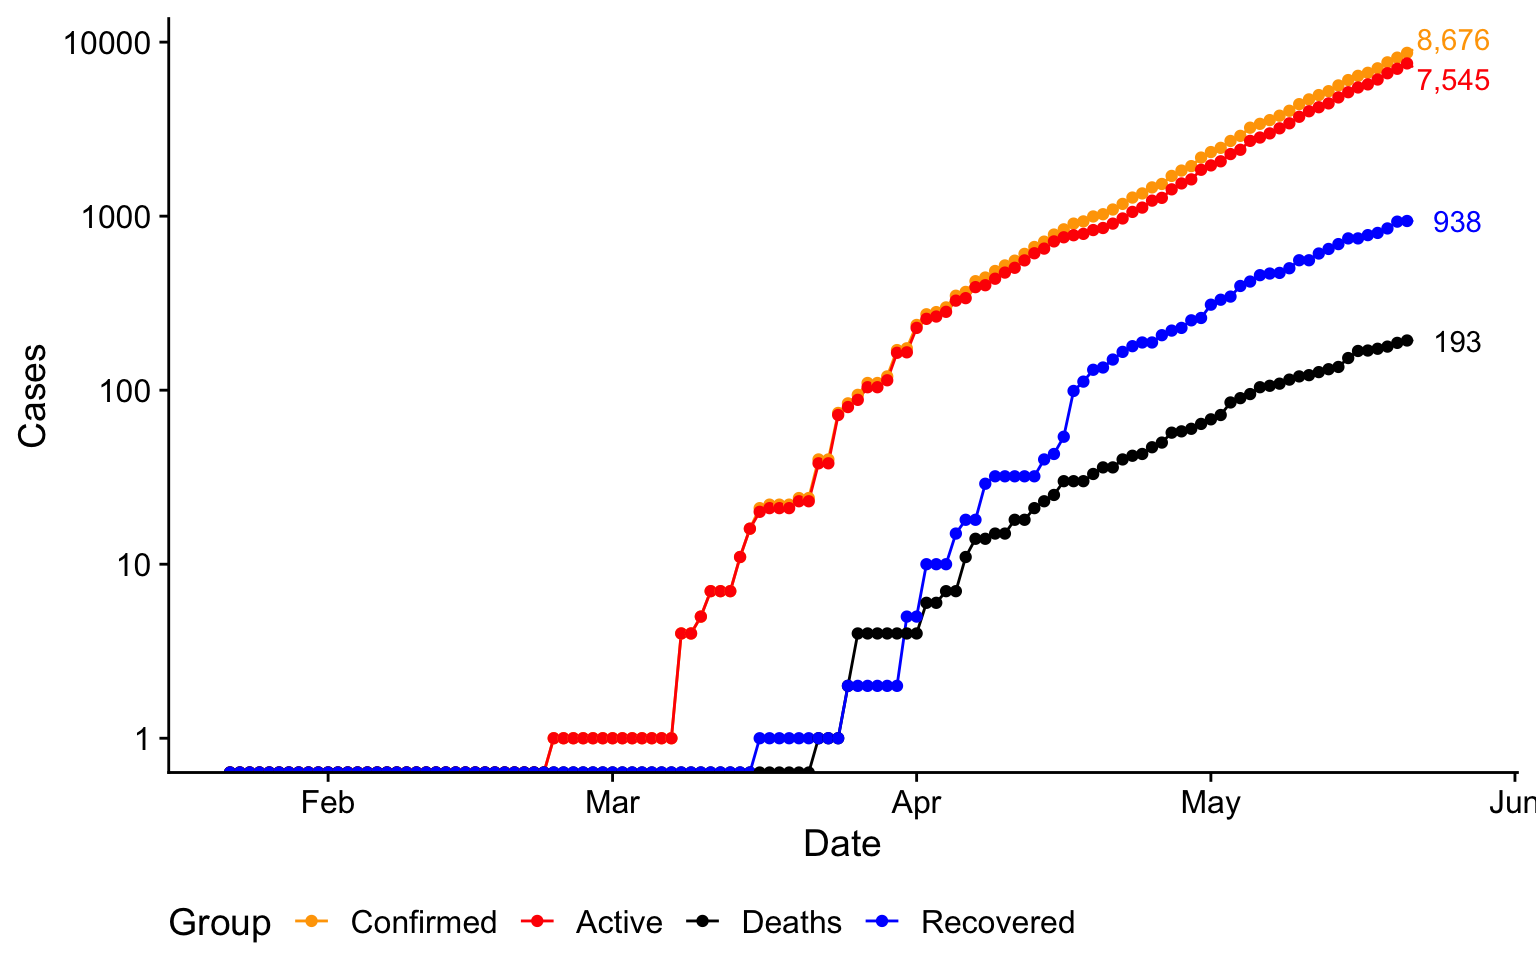 10000
1000
100
10
1
Cases
8,676
7,545
938
193
Feb Mar Apr May Jun
Date
Group Confirmed Active Deaths Recovered